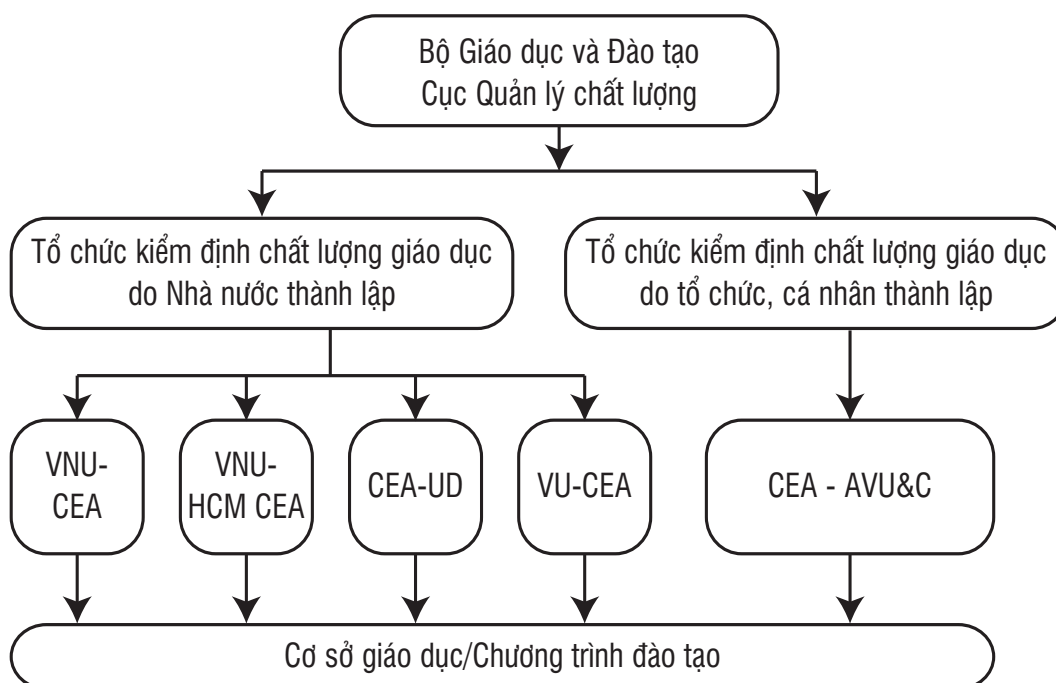 Bộ Giáo dục và Đào tạo
Cục Quản lý chất lượng
Tổ chức kiểm định chất lượng giáo dục
do Nhà nước thành lập
Tổ chức kiểm định chất lượng giáo dục
do tổ chức, cá nhân thành lập
VNU-
CEA
VNU-
HCM CEA
CEA-UD
VU-CEA
CEA - AVU&C
Cơ sở giáo dục/Chương trình đào tạo